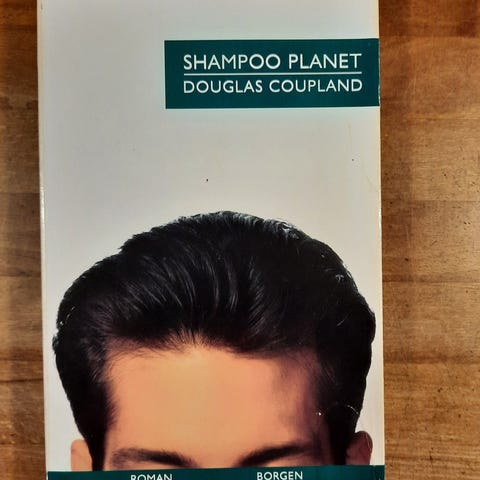 SHAMPOO PLANET
DOUGLAS COUPLAND
ROMAN BORGEN